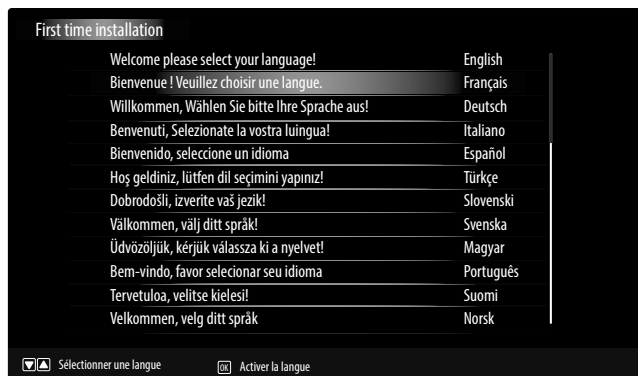 First time installation
Welcome please select your language! English
Bienvenue ! Veuillez choisir une langue. Français
Willkommen, Wählen Sie bitte Ihre Sprache aus! Deutsch
Benvenuti, Selezionate la vostra luingua! Italiano
Bienvenido, seleccione un idioma Español
Hoş geldiniz, lütfen dil seçimini yapınız! Türkçe
Dobrodošli, izverite vaš jezik! Slovenski
Välkommen, välj ditt språk! Svenska
Üdvözöljük, kérjük válassza ki a nyelvet! Magyar
Bem-vindo, favor selecionar seu idioma Português
Tervetuloa, velitse kielesi! Suomi
Velkommen, velg ditt språk Norsk
Sélectionner une langue OK Activer la langue